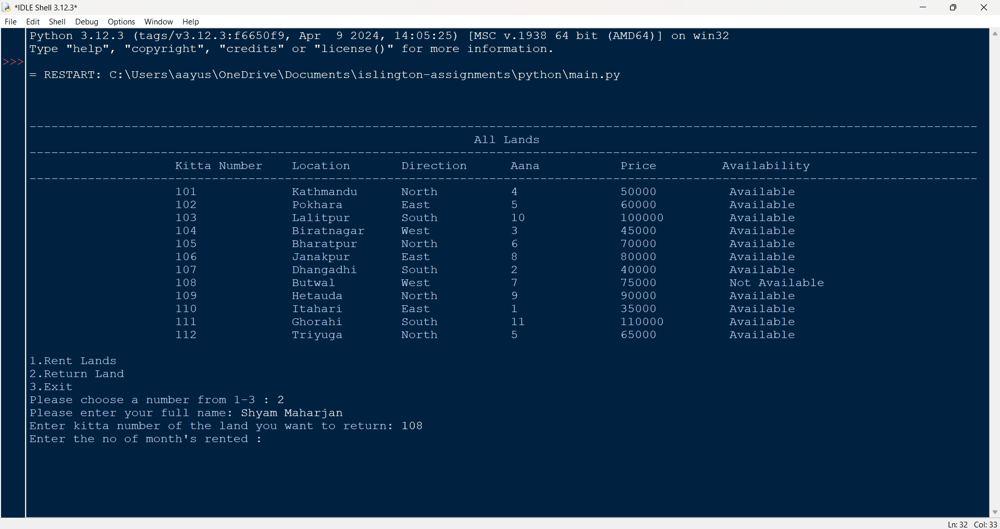 *IDLE Shell 3.12.3*
File Edit Shell Debug Options Window Help
Python 3.12.3 (tags/v3.12.3:f6650f9, Apr  9 2024, 14:05:25) [MSC v.1938 64 bit (AMD64)] on win32
Type "help", "copyright", "credits" or "license()" for more information.
>>>
= RESTART: C:\Users\aayus\OneDrive\Documents\islington-assignments\python\main.py
----------------------------------------------------------------------------------------------------------------------------------
All Lands
----------------------------------------------------------------------------------------------------------------------------------
Kitta Number Location Direction Aana Price Availability
----------------------------------------------------------------------------------------------------------------------------------
101 Kathmandu North 4 50000 Available
102 Pokhara East 5 60000 Available
103 Lalitpur South 10 100000 Available
104 Biratnagar West 3 45000 Available
105 Bharatpur North 6 70000 Available
106 Janakpur East 8 80000 Available
107 Dhangadhi South 2 40000 Available
108 Butwal West 7 75000 Not Available
109 Hetauda North 9 90000 Available
110 Itahari East 1 35000 Available
111 Ghorahi South 11 110000 Available
112 Triyuga North 5 65000 Available
1.Rent Lands
2.Return Land
3.Exit
Please choose a number from 1-3 : 2
Please enter your full name: Shyam Maharjan
Enter kitta number of the land you want to return: 108
Enter the no of month's rented :
Ln: 32 Col: 33